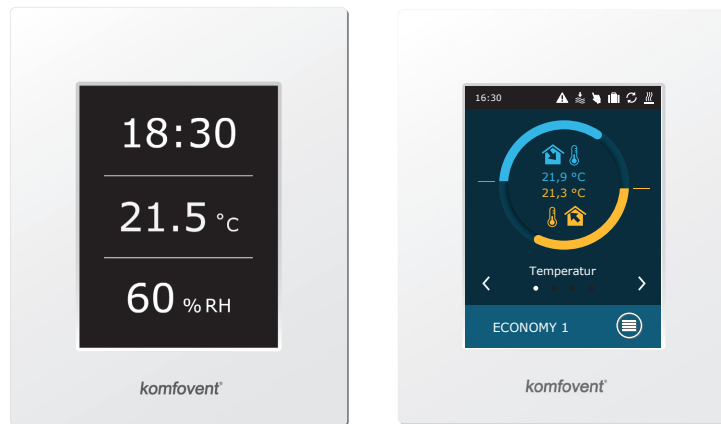 18:30
21.5 °C
60 % RH
komfovent®
16:30
21,9 °C
21,3 °C
Temperatur
ECONOMY 1
komfovent®